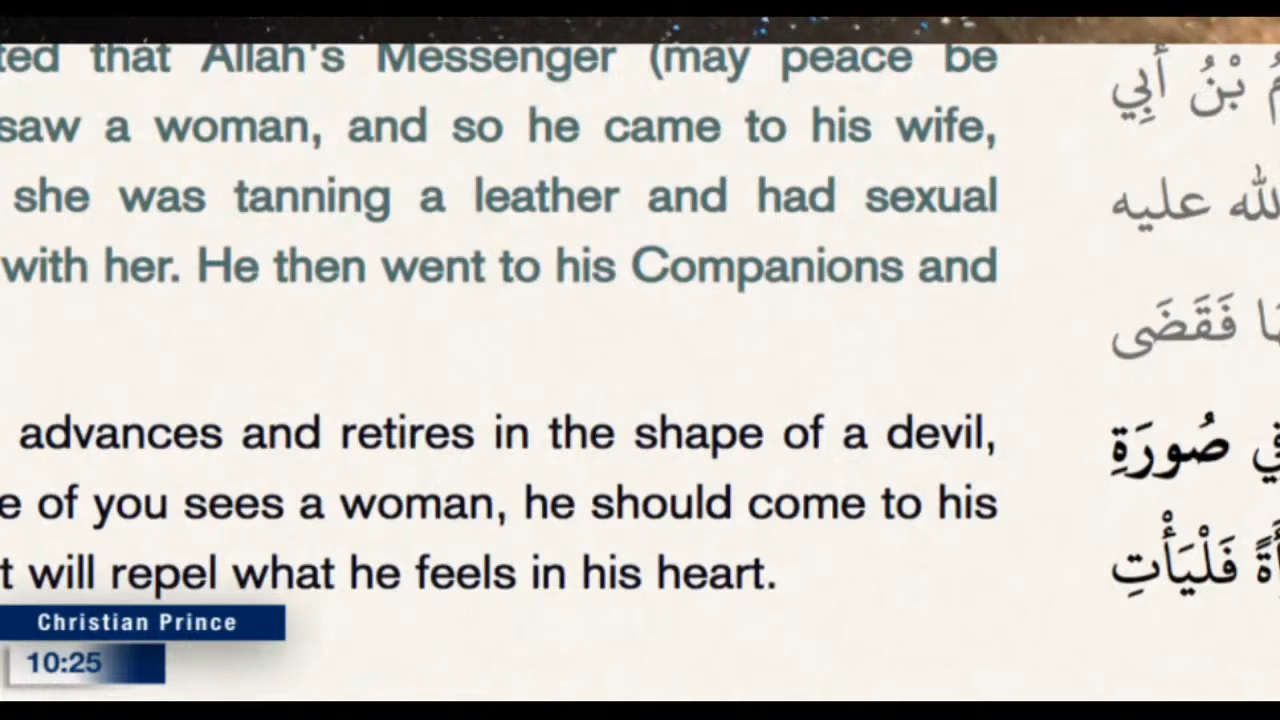 ted that Allah's Messenger (may peace be
saw a woman, and so he came to his wife,
she was tanning a leather and had sexual
with her. He then went to his Companions and
advances and retires in the shape of a devil,
e of you sees a woman, he should come to his
t will repel what he feels in his heart.
بْنُ أَبِي
الله عليه
فَقَضَى
فِي صُورَةِ
فَلْيَأْتِ
Christian Prince
10:25